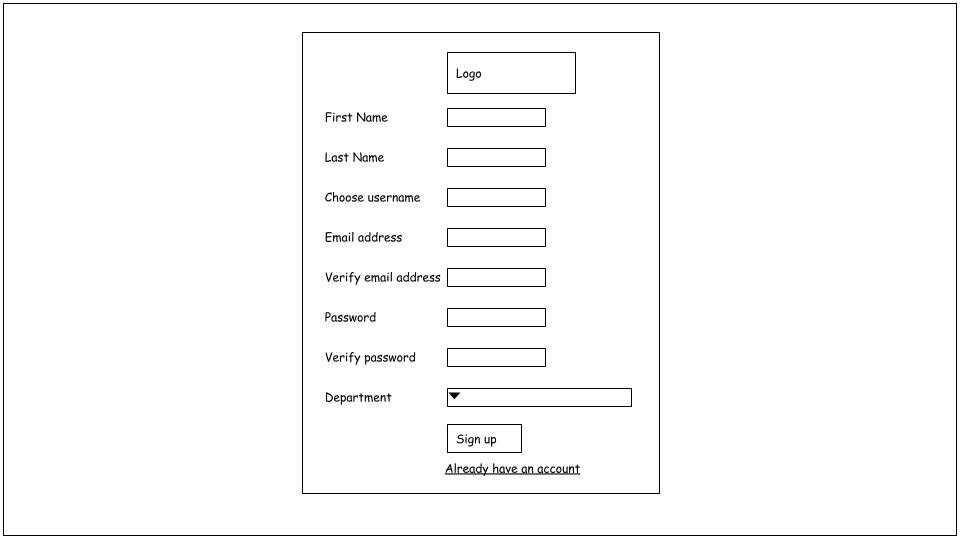 Logo
First Name
Last Name
Choose username
Email address
Verify email address
Password
Verify password
Department
Sign up
Already have an account